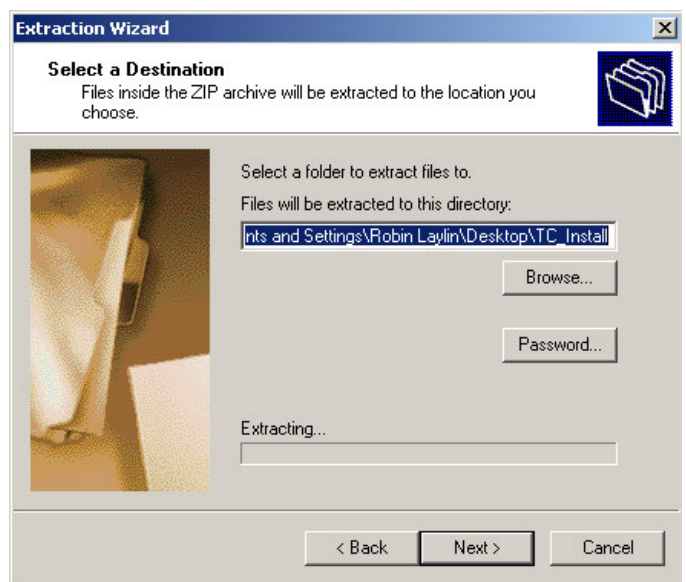 Extraction Wizard
Select a Destination
Files inside the ZIP archive will be extracted to the location you
choose.
Select a folder to extract files to.
Files will be extracted to this directory:
nts and Settings\Robin Laylin\Desktop\TC_Install
Browse...
Password...
Extracting...
< Back
Next >
Cancel